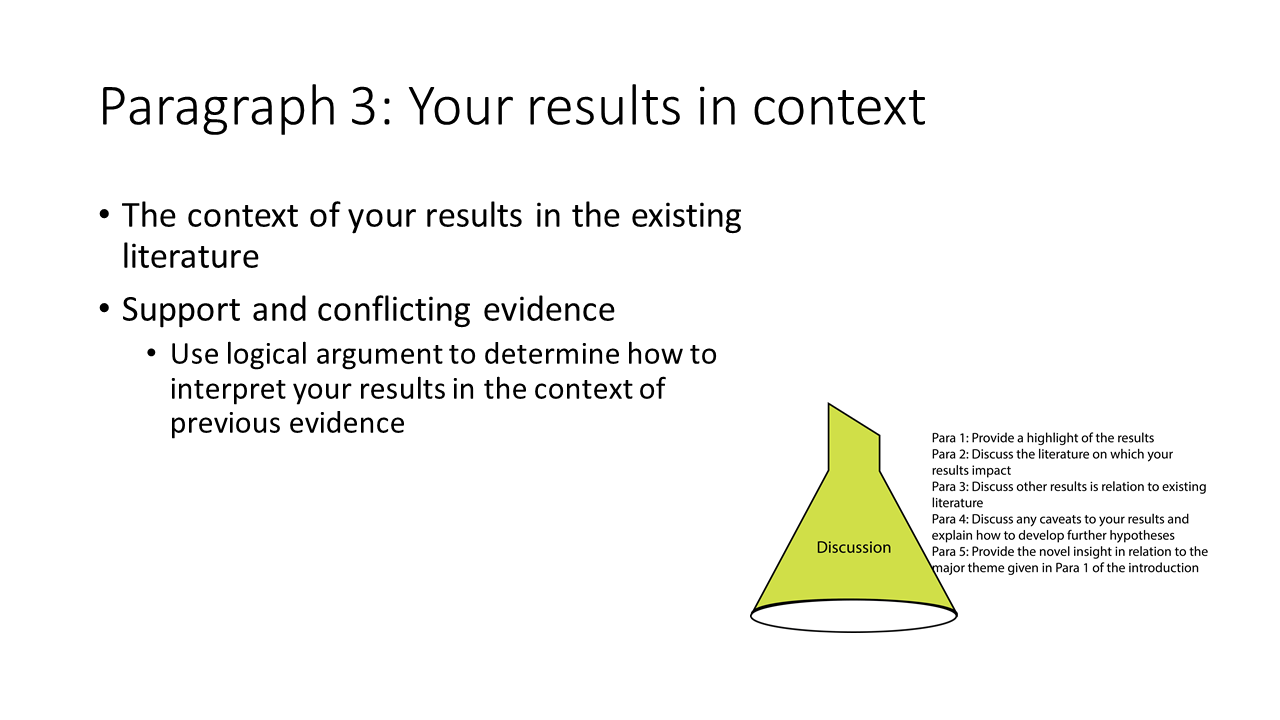 Paragraph 3: Your results in context
• The context of your results in the existing
literature
• Support and conflicting evidence
• Use logical argument to determine how to
interpret your results in the context of
previous evidence
Discussion
Para 1: Provide a highlight of the results
Para 2: Discuss the literature on which your
results impact
Para 3: Discuss other results is relation to existing
literature
Para 4: Discuss any caveats to your results and
explain how to develop further hypotheses
Para 5: Provide the novel insight in relation to the
major theme given in Para 1 of the introduction